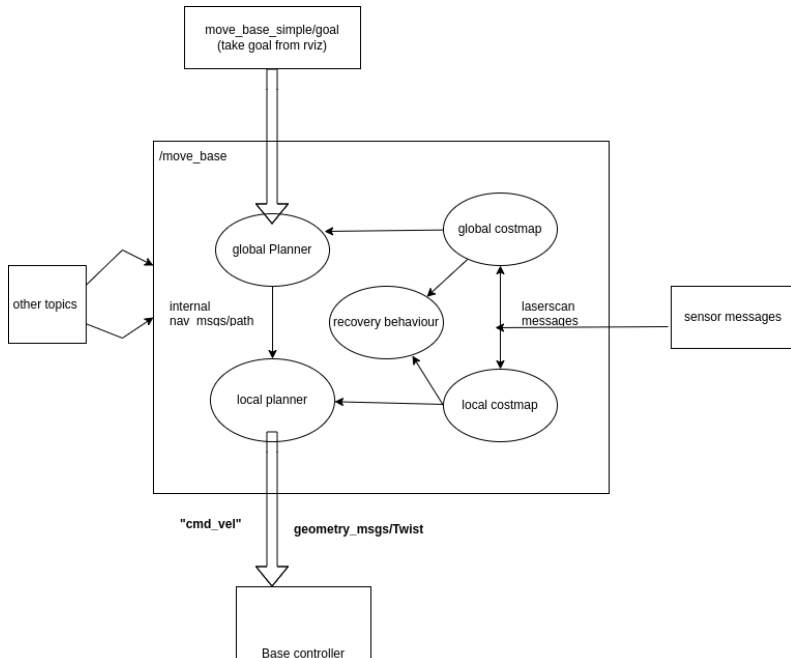 move_base_simple/goal
(take goal from rviz)
/move_base
global Planner
global costmap
other topics
internal
nav_msgs/path
recovery behaviour
laserscan
messages
sensor messages
local planner
local costmap
"cmd_vel"
geometry_msgs/Twist
Base controller